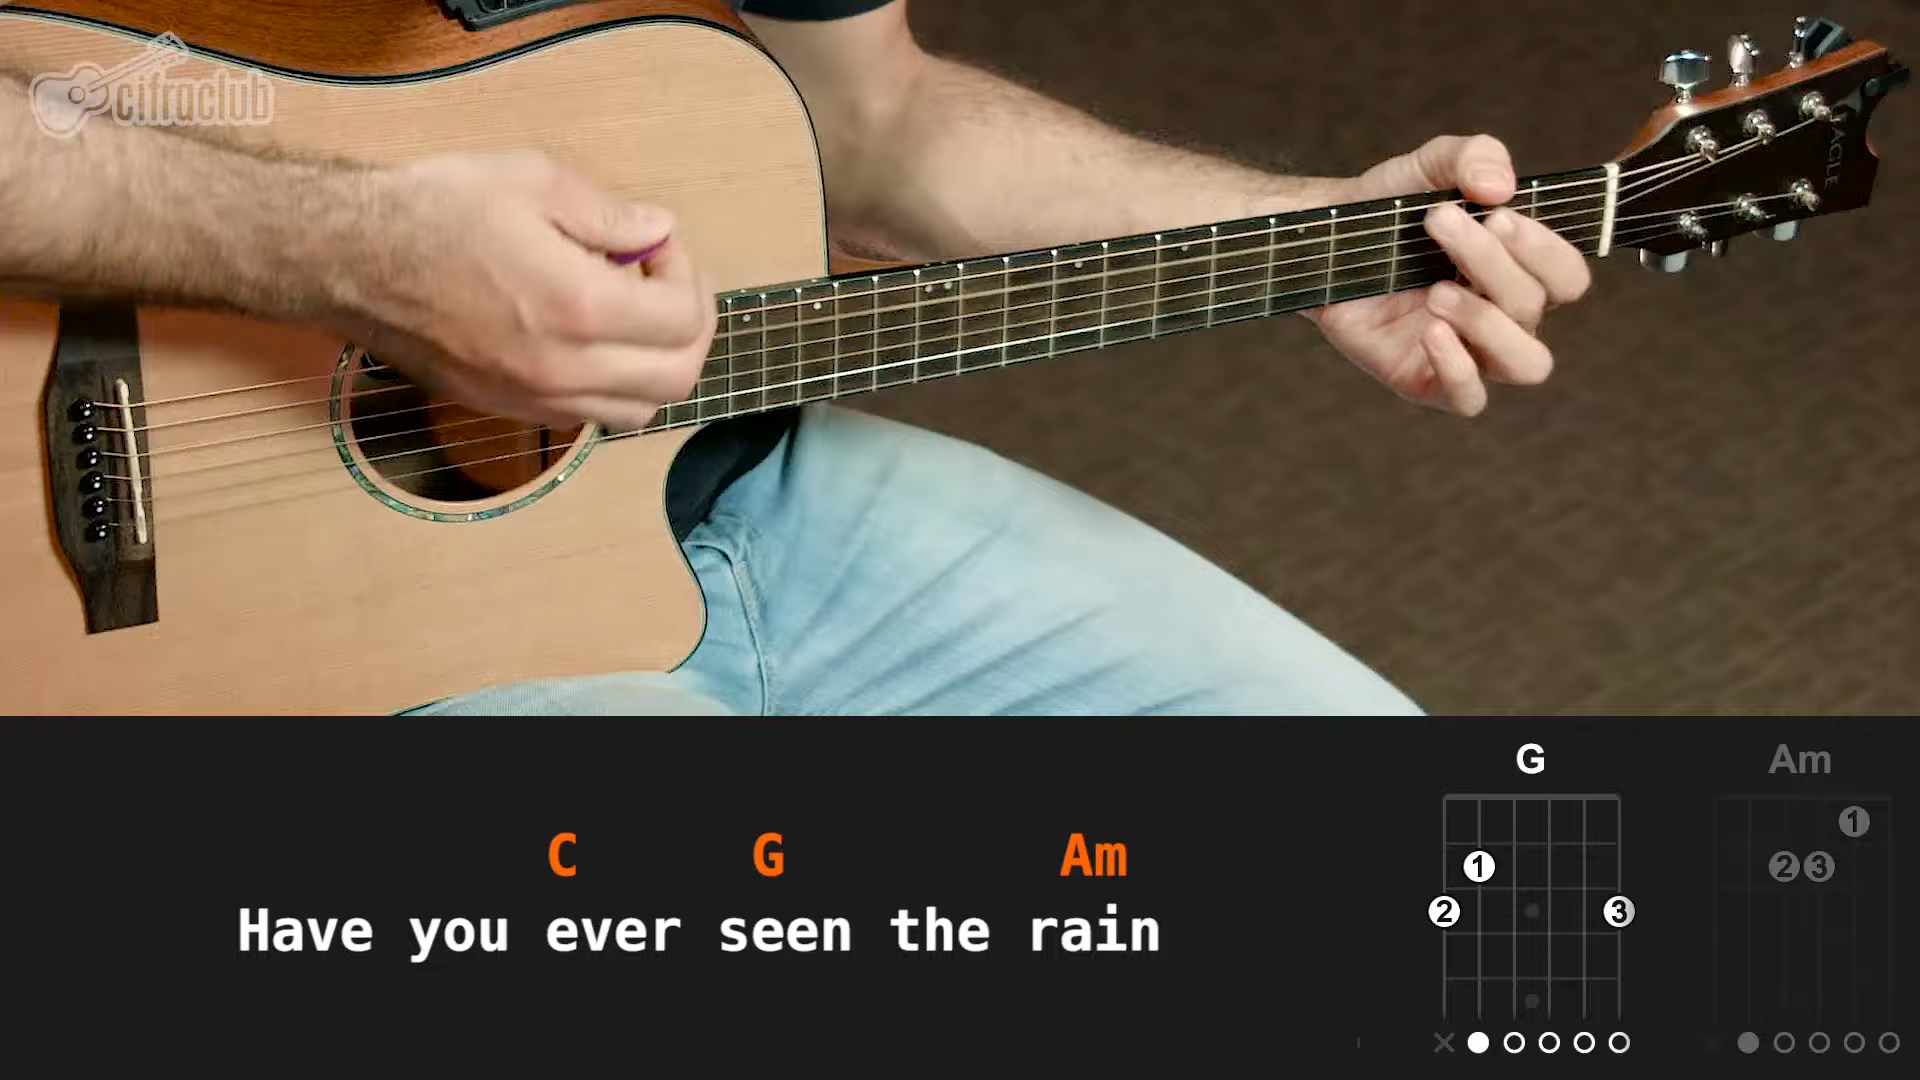 cifraclub
G Am
1
1 2 3
2 3
C G Am
Have you ever seen the rain